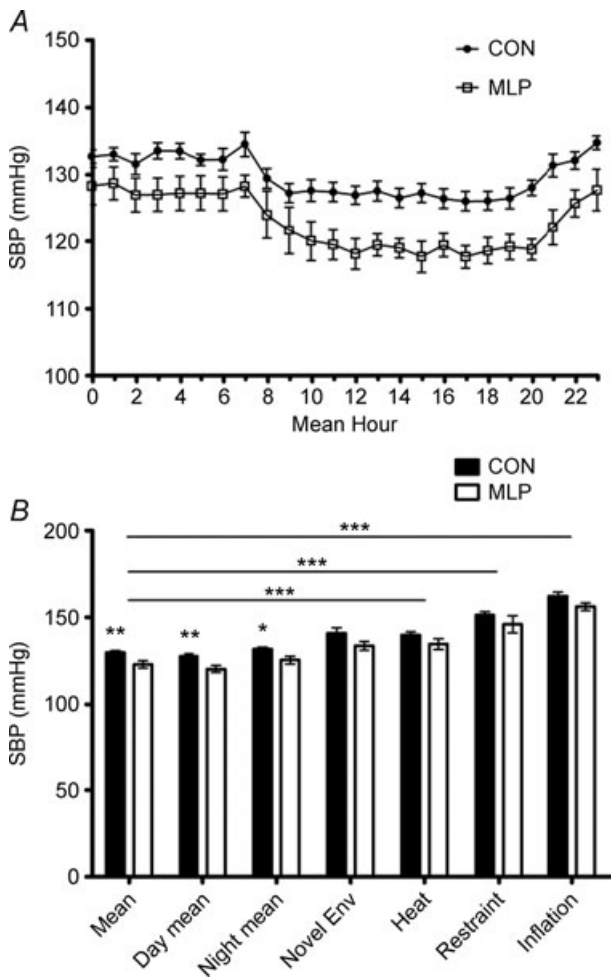 A
150
140
130
120
110
100
SBP (mmHg)
CON
MLP
0 2 4 6 8 10 12 14 16 18 20 22
Mean Hour
CON
MLP
B
200
150
100
50
0
SBP (mmHg)
***
***
***
** ** *
Mean Day mean Night mean Novel Env Heat Restraint Inflation